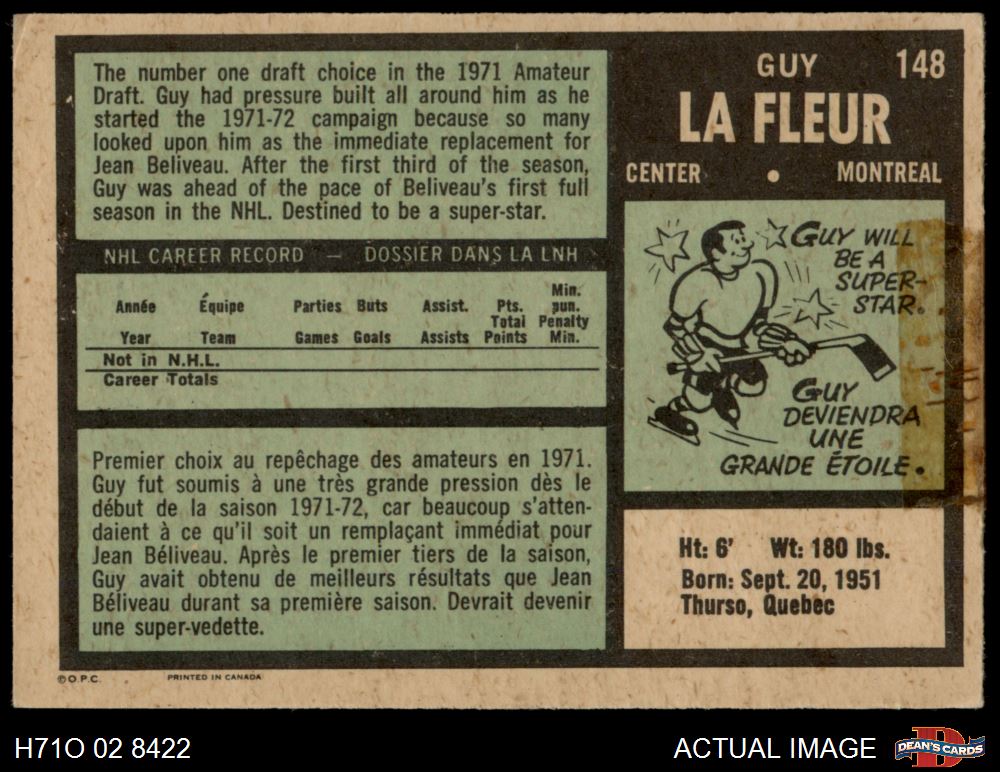 The number one draft choice in the 1971 Amateur
Draft. Guy had pressure built all around him as he
started the 1971-72 campaign because so many
looked upon him as the immediate replacement for
Jean Beliveau. After the first third of the season,
Guy was ahead of the pace of Beliveau's first full
season in the NHL. Destined to be a super-star.
NHL CAREER RECORD — DOSSIER DANS LA LNH
Année Équipe Parties Buts Assist. Pts. Min. pun.
Year Team Games Goals Assists Total Points Penalty Min.
Not in N.H.L.
Career Totals
Premier choix au repêchage des amateurs en 1971.
Guy fut soumis à une très grande pression dès le
début de la saison 1971-72, car beaucoup s'atten-
daient à ce qu'il soit un remplaçant immédiat pour
Jean Béliveau. Après le premier tiers de la saison,
Guy avait obtenu de meilleurs résultats que Jean
Béliveau durant sa première saison. Devrait devenir
une super-vedette.
GUY 148
LA FLEUR
CENTER • MONTREAL
GUY WILL
BE A
SUPER-
STAR.
GUY
DEVIENDRA
UNE
GRANDE ÉTOILE.
Ht: 6' Wt: 180 lbs.
Born: Sept. 20, 1951
Thurso, Quebec
©O.P.C. PRINTED IN CANADA
H71O 02 8422 ACTUAL IMAGE DEAN'S CARDS